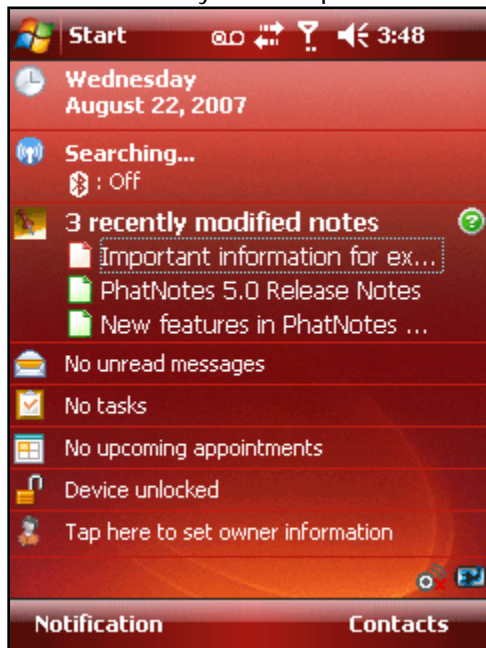 Start 3:48
Wednesday
August 22, 2007
Searching...
: Off
3 recently modified notes
Important information for ex...
PhatNotes 5.0 Release Notes
New features in PhatNotes ...
No unread messages
No tasks
No upcoming appointments
Device unlocked
Tap here to set owner information
Notification Contacts